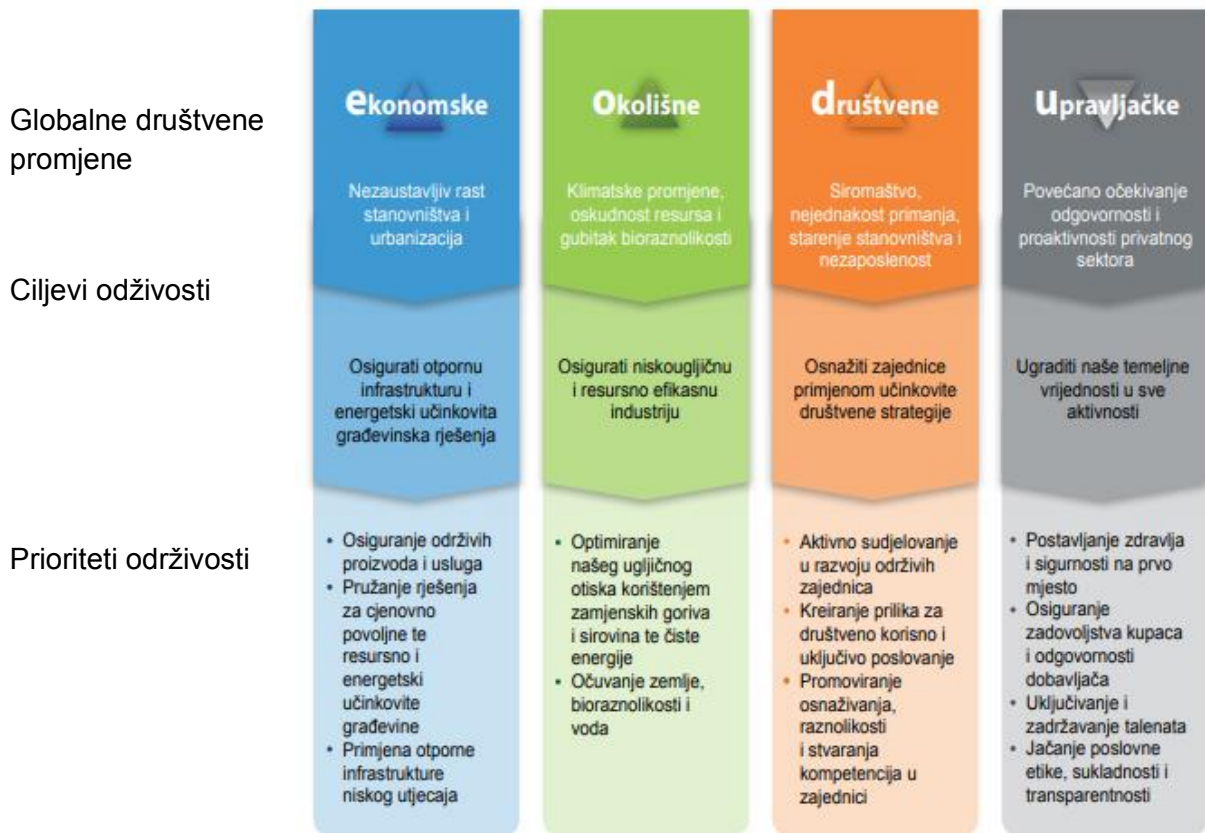 Globalne društvene
promjene
Ciljevi odživosti
Prioriteti održivosti
ekonomske
Nezaustavljiv rast
stanovništva i
urbanizacija
Osigurati otpornu
infrastrukturu i
energetski učinkovita
građevinska rješenja
• Osiguranje održivih
proizvoda i usluga
• Pružanje rješenja
za cjenovno
povoljne te
resursno i
energetski
učinkovite
građevine
• Primjena otporne
infrastrukture
niskog utjecaja
okolišne
Klimatske promjene,
oskudnost resursa i
gubitak bioraznolikosti
Osigurati niskougljičnu
i resursno efikasnu
industriju
• Optimiranje
našeg ugljičnog
otiska korištenjem
zamjenskih goriva
i sirovina te čiste
energije
• Očuvanje zemlje,
bioraznolikosti i
voda
društvene
Siromaštvo,
nejednakost primanja,
starenje stanovništva i
nezaposlenost
Osnažiti zajednice
primjenom učinkovite
društvene strategije
• Aktivno sudjelovanje
u razvoju održivih
zajednica
• Kreiranje prilika za
društveno korisno i
uključivo poslovanje
• Promoviranje
osnaživanja,
raznolikosti
i stvaranja
kompetencija u
zajednici
upravljačke
Povećano očekivanje
odgovornosti i
proaktivnosti privatnog
sektora
Ugraditi naše temeljne
vrijednosti u sve
aktivnosti
• Postavljanje zdravlja
i sigurnosti na prvo
mjesto
• Osiguranje
zadovoljstva kupaca
i odgovornosti
dobavljača
• Uključivanje i
zadržavanje talenata
• Jačanje poslovne
etike, sukladnosti i
transparentnosti